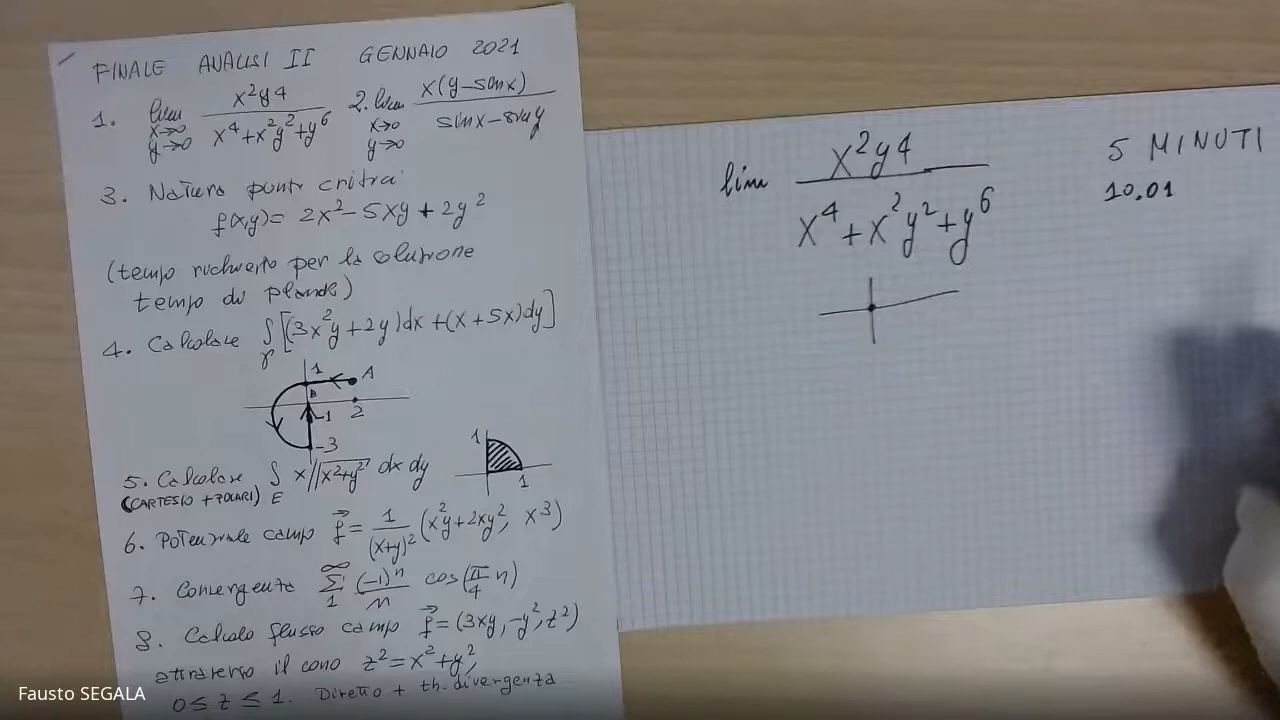 FINALE ANALISI II GENNAIO 2021
1. lim x→0 y→0 x²y4 / x⁴+x²y²+y⁶ 2. lim x→0 y→0 x(y-senx) / senx-seny
3. Natura punti critici
f(x,y)= 2x²-5xy+2y²
(tempo richiesto per la soluzione
tempo di
4. Calcolare ∫γ [(3x²y+2y)dx+(x+5x)dy]
1 A
B
-1 2
-3
5. Calcolare ∫E x/√x²+y² dx dy
(CARTESIO + POLARI)
1
1
6. Potenziale campo f⃗= 1/(x+y)² (x²y+2xy², x³)
7. Convergenza ∞Σ1 (-1)ⁿ/n cos(π/4 n)
8. Calcolo flusso campo f⃗=(3xy, -y², z²)
attraverso il cono z²=x²+y²,
0≤z≤1. Diretto + th. divergenza
lim x²y4 / x⁴+x²y²+y⁶
5 MINUTI
10.01
Fausto SEGALA